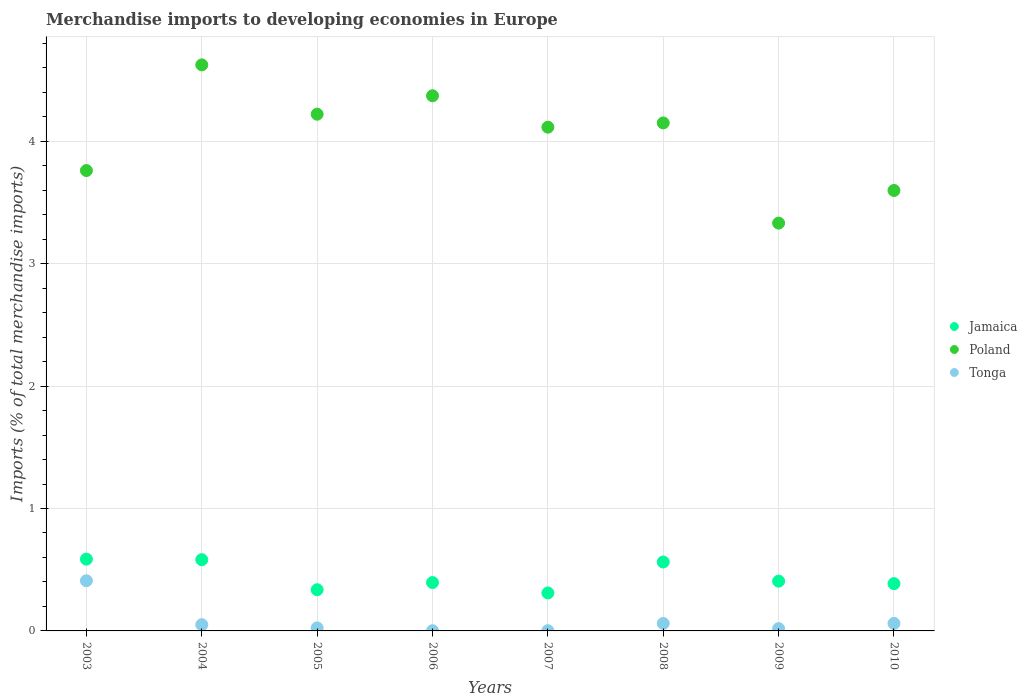 Merchandise imports to developing economies in Europe
Imports (% of total merchandise imports)
4
3
2
1
0
2003
2004
2005
2006
2007
2008
2009
2010
Years
Jamaica
Poland
Tonga